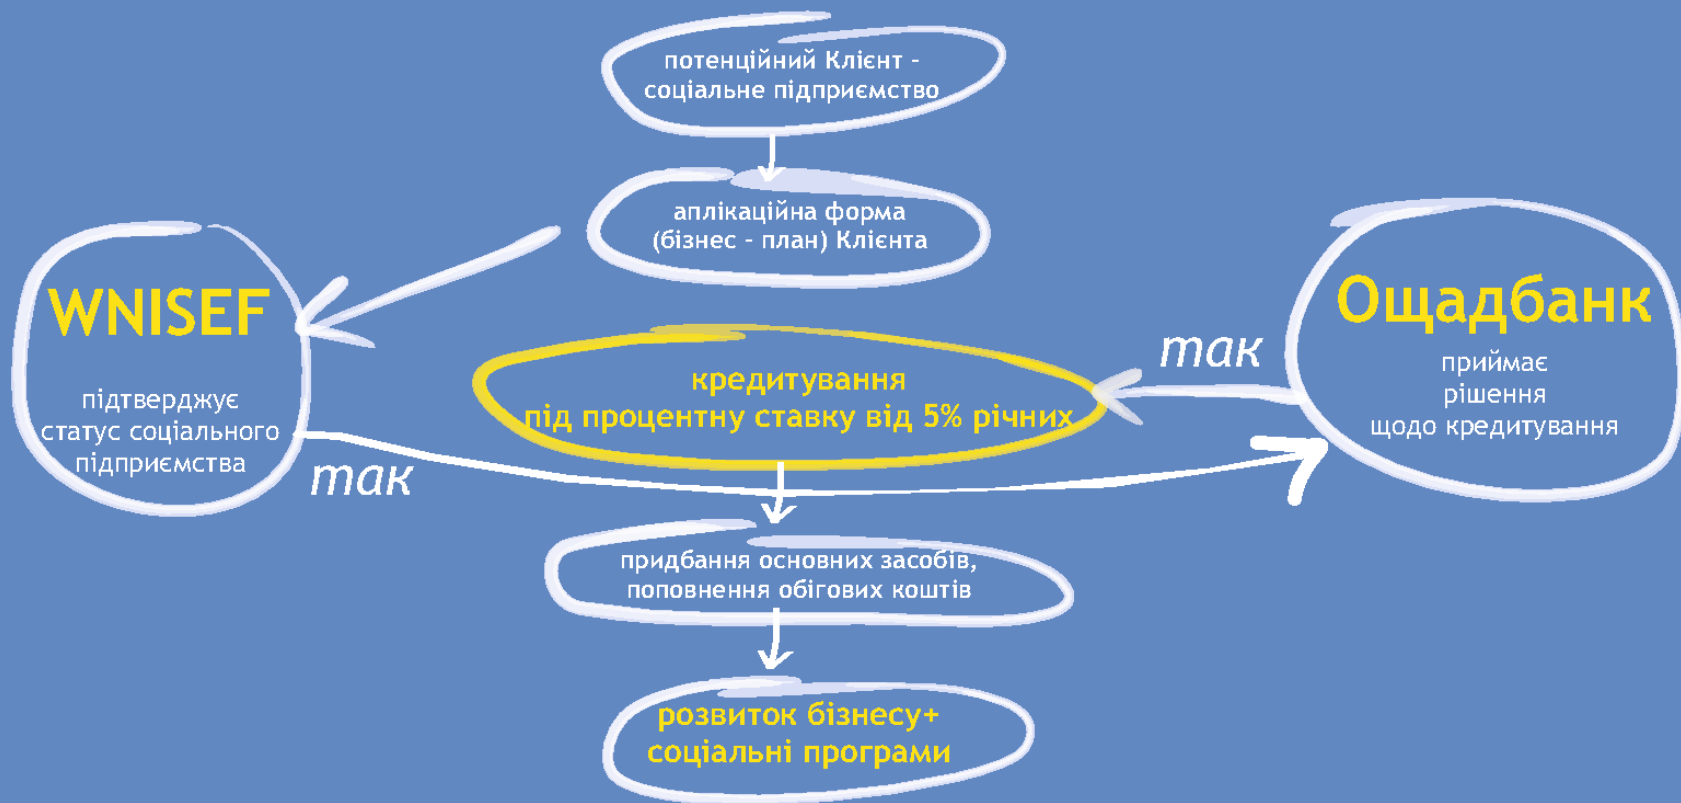 потенційний Клієнт -
соціальне підприємство
аплікаційна форма
(бізнес - план) Клієнта
WNISEF
підтверджує
статус соціального
підприємства
так
Ощадбанк
приймає
рішення
щодо кредитування
так
кредитування
під процентну ставку від 5% річних
придбання основних засобів,
поповнення обігових коштів
розвиток бізнесу+
соціальні програми